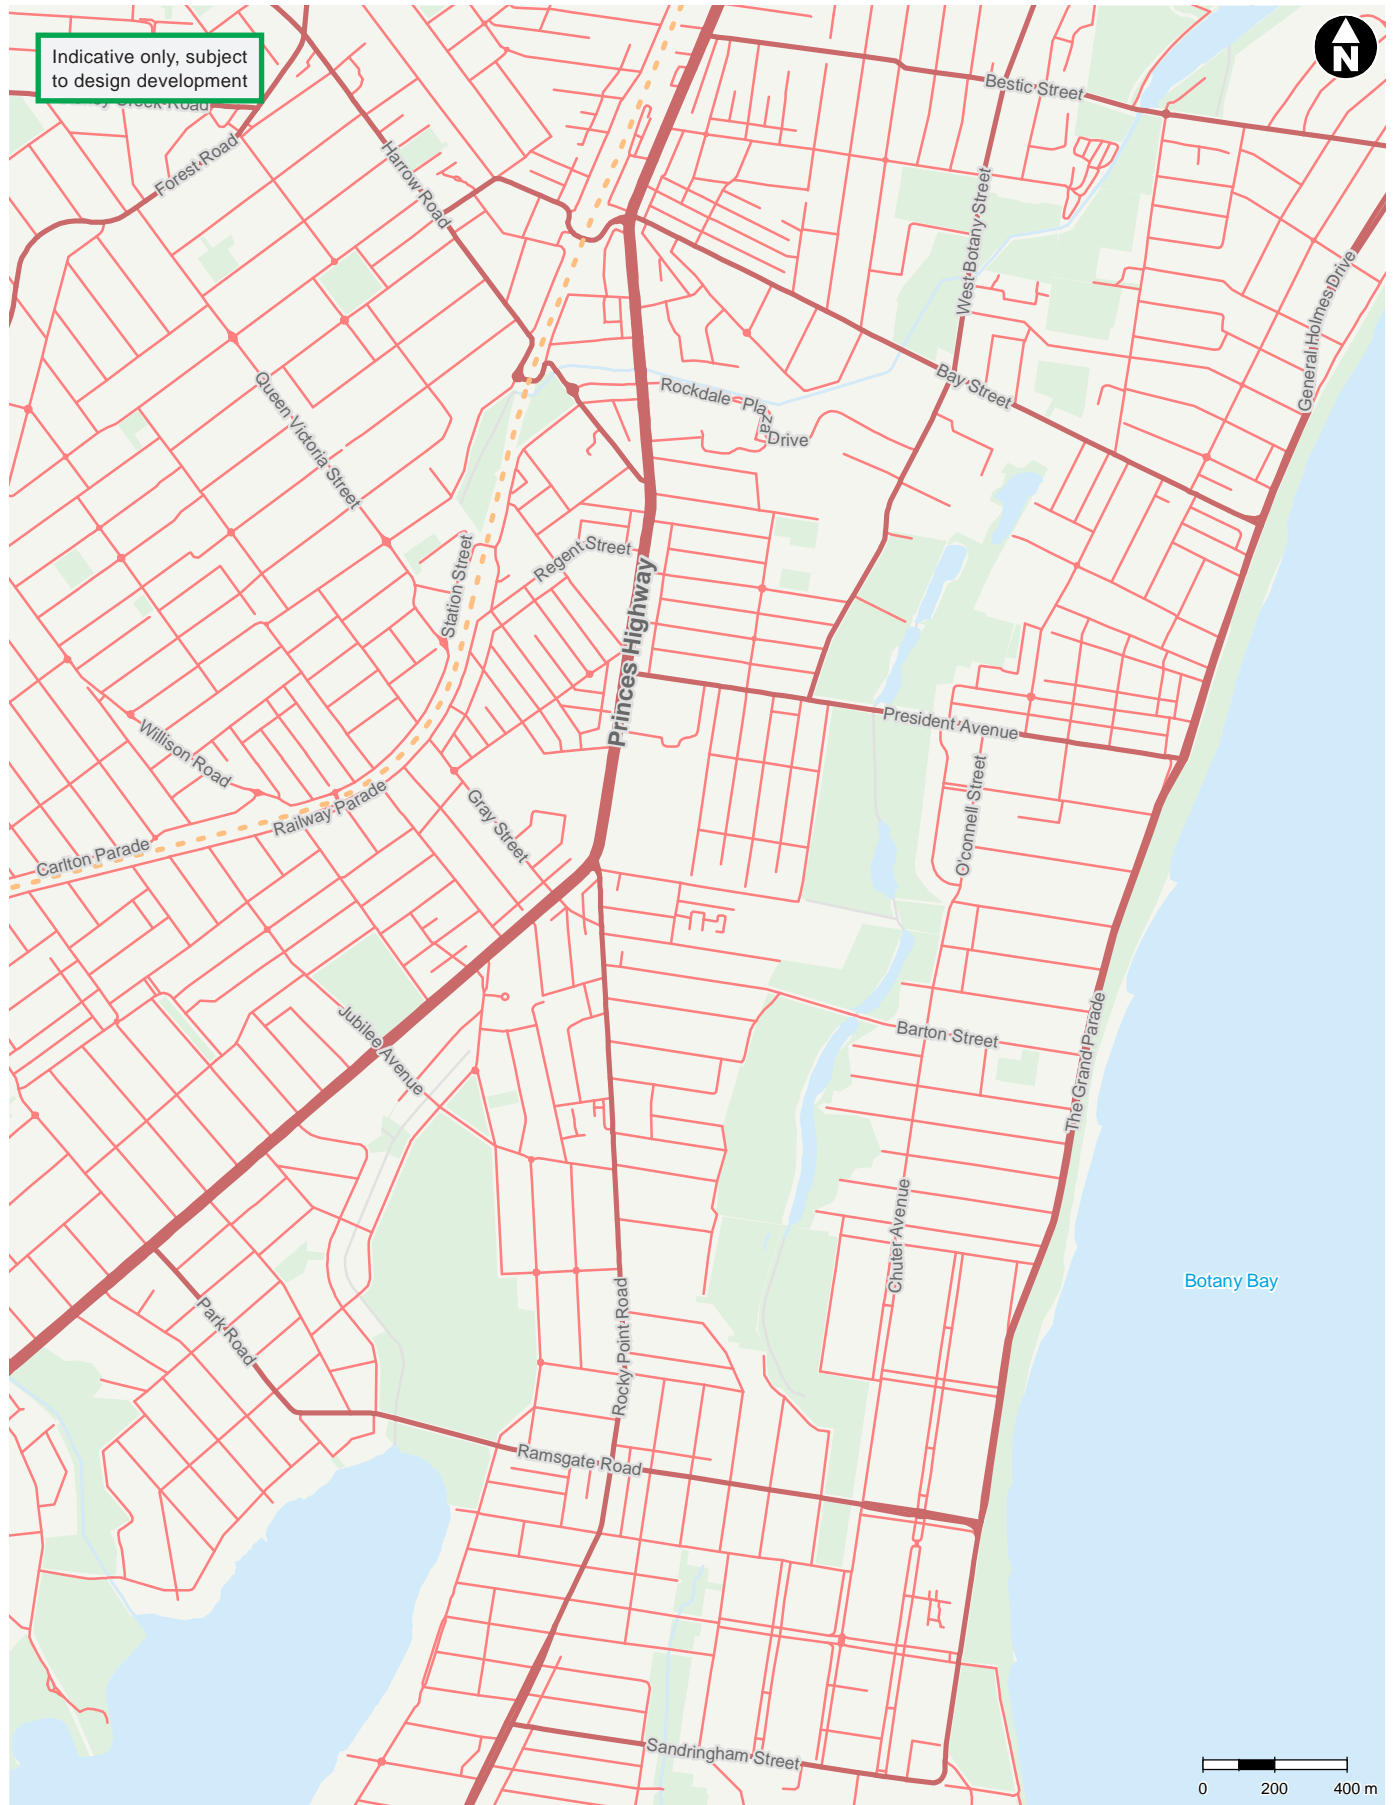 Indicative only, subject
to design development
N
Creek Road
Forest Road
Harrow Road
Bestic Street
West Botany Street
General Holmes Drive
Bay Street
Rockdale Plaza
Drive
Queen Victoria Street
Station Street
Regent Street
Princes Highway
President Avenue
Willison Road
Railway Parade
Carlton Parade
Gray Street
O'connell Street
Jubilee Avenue
Barton Street
The Grand Parade
Chuter Avenue
Botany Bay
Park Road
Rocky Point Road
Ramsgate Road
Sandringham Street
0 200 400 m